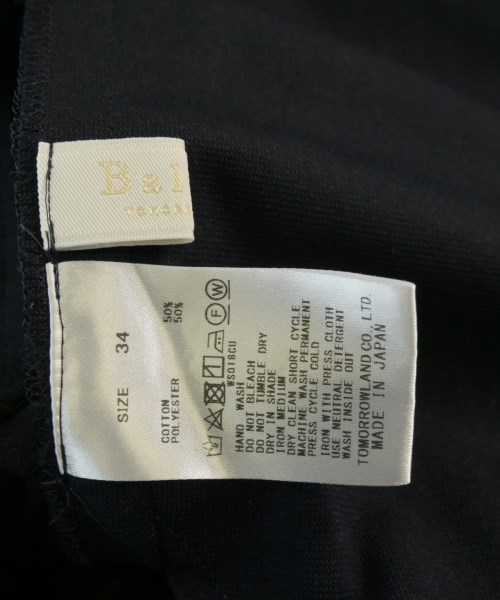 SIZE 34
COTTON 50%
POLYESTER 50%
WS018CU
HAND WASH
DO NOT BLEACH
DO NOT TUMBLE DRY
DRY IN SHADE
IRON MEDIUM
DRY CLEAN SHORT CYCLE
MACHINE WASH PERMANENT
PRESS CYCLE COLD
IRON WITH PRESS CLOTH
USE NEUTRAL DETERGENT
WASH INSIDE OUT
TOMORROWLAND CO., LTD.
MADE IN JAPAN